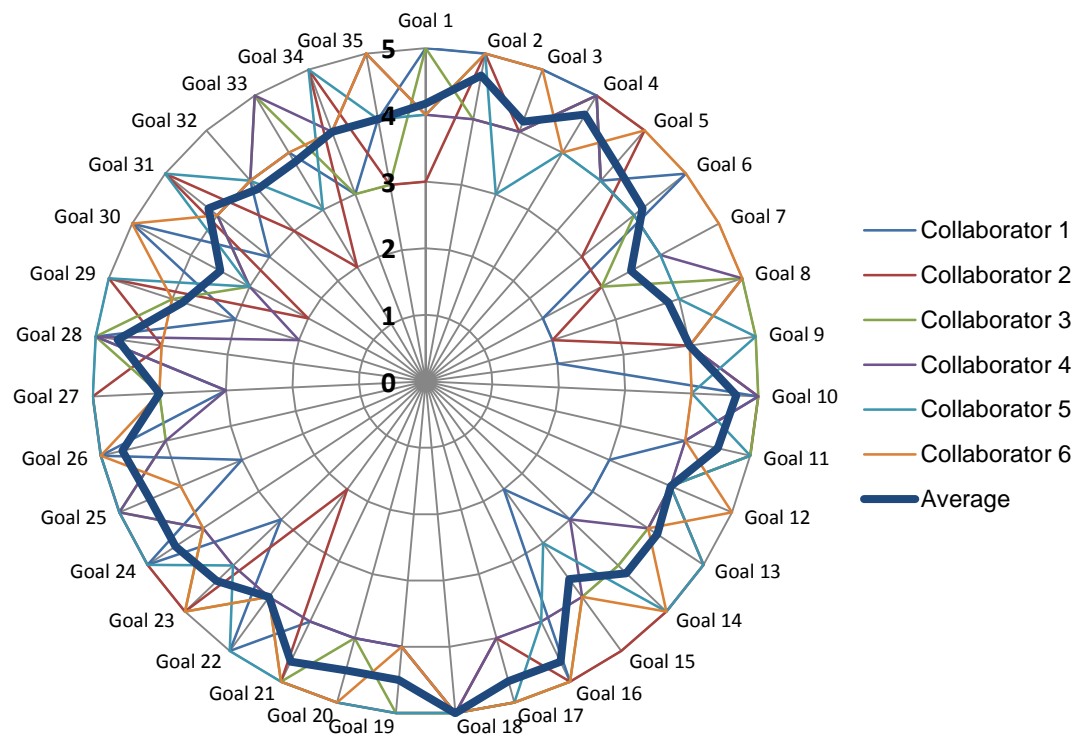 Goal 1
Goal 2
Goal 3
Goal 4
Goal 5
Goal 6
Goal 7
Goal 8
Goal 9
Goal 10
Goal 11
Goal 12
Goal 13
Goal 14
Goal 15
Goal 16
Goal 17
Goal 18
Goal 19
Goal 20
Goal 21
Goal 22
Goal 23
Goal 24
Goal 25
Goal 26
Goal 27
Goal 28
Goal 29
Goal 30
Goal 31
Goal 32
Goal 33
Goal 34
Goal 35
5
4
3
2
1
0
Collaborator 1
Collaborator 2
Collaborator 3
Collaborator 4
Collaborator 5
Collaborator 6
Average